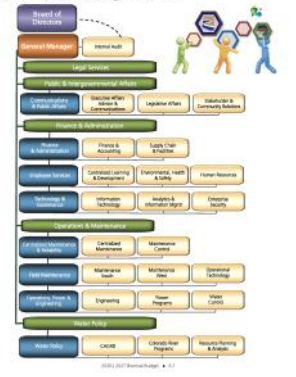 Board of
Directors
General Manager
Internal Audit
Legal Services
Public & Intergovernmental Affairs
Communications
& Public Affairs
Executive Affairs
Advisor &
Communications
Legislative Affairs
Stakeholder &
Community Relations
Finance & Administration
Finance
& Administration
Finance &
Accounting
Supply Chain
& Facilities
Employee Services
Centralized Learning
& Development
Environmental, Health
& Safety
Human Resources
Technology &
Information
Technology
Analytics &
Information Mgmt
Enterprise
Security
Operations & Maintenance
Centralized Maintenance
& Reliability
Centralized
Maintenance
Maintenance
Control
Field Maintenance
Maintenance
South
Maintenance
West
Operational
Technology
Operations, Power &
Engineering
Engineering
Power
Programs
Water
Control
Water Policy
Water Policy
CAGRD
Colorado River
Programs
Resource Planning
& Analysis
2017 Biennial Budget